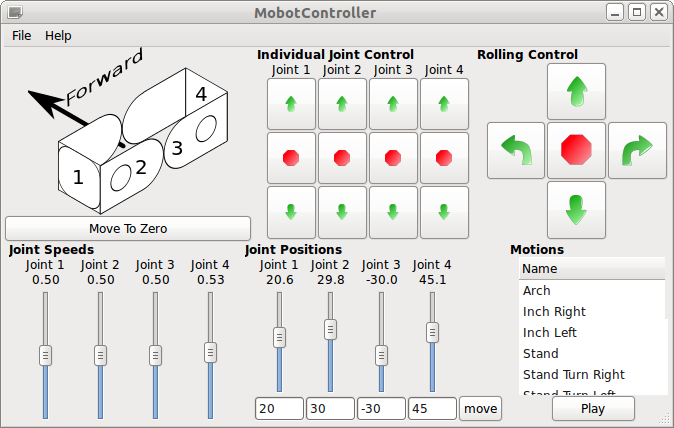 MobotController
File Help
Forward
1 2 3 4
Move To Zero
Individual Joint Control
Joint 1 Joint 2 Joint 3 Joint 4
Rolling Control
Joint Speeds
Joint 1 Joint 2 Joint 3 Joint 4
0.50 0.50 0.50 0.53
Joint Positions
Joint 1 Joint 2 Joint 3 Joint 4
20.6 29.8 -30.0 45.1
20 30 -30 45 move
Motions
Name
Arch
Inch Right
Inch Left
Stand
Stand Turn Right
Stand Turn Left
Play